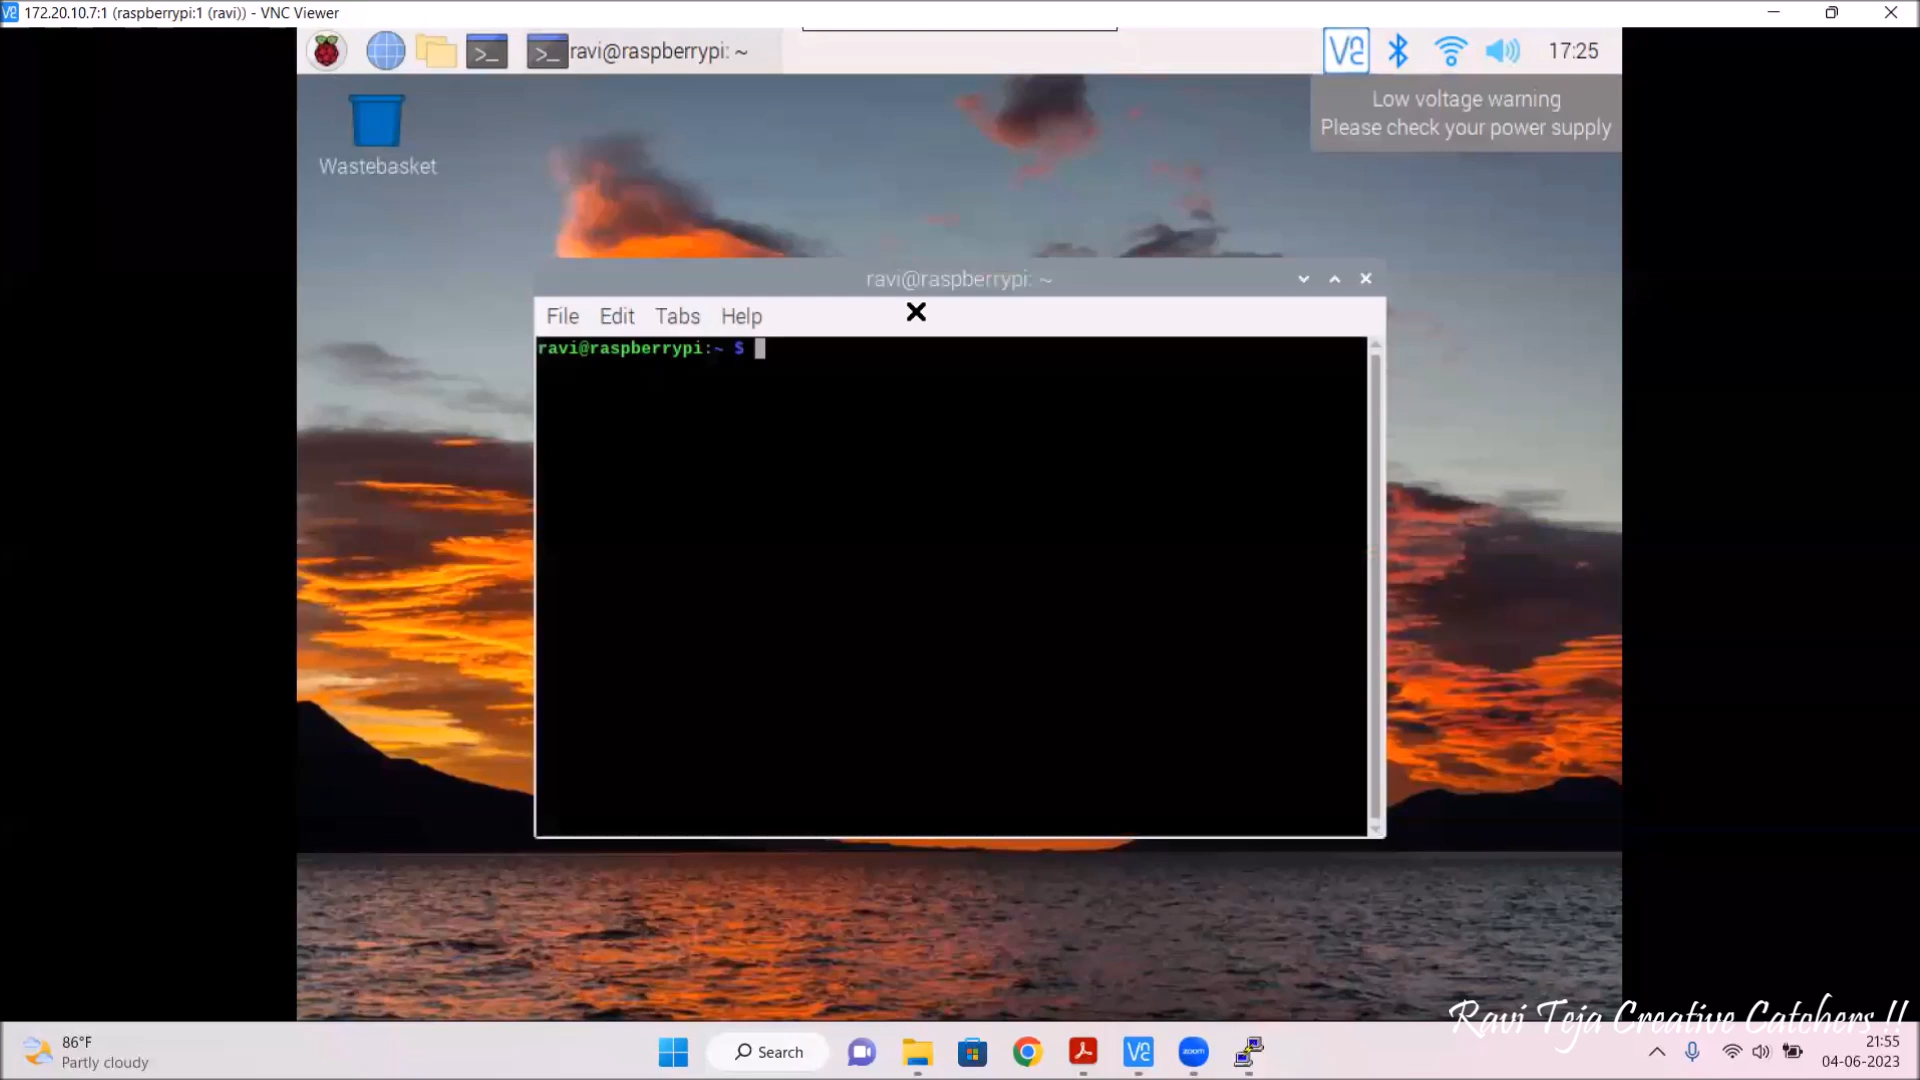 172.20.10.7:1 (raspberrypi:1 (ravi)) - VNC Viewer
ravi@raspberrypi: ~
17:25
Low voltage warning
Please check your power supply
Wastebasket
ravi@raspberrypi: ~
File Edit Tabs Help
ravi@raspberrypi:~ $
Ravi Teja Creative Catchers !!
86°F
Partly cloudy
Search
zoom
21:55
04-06-2023